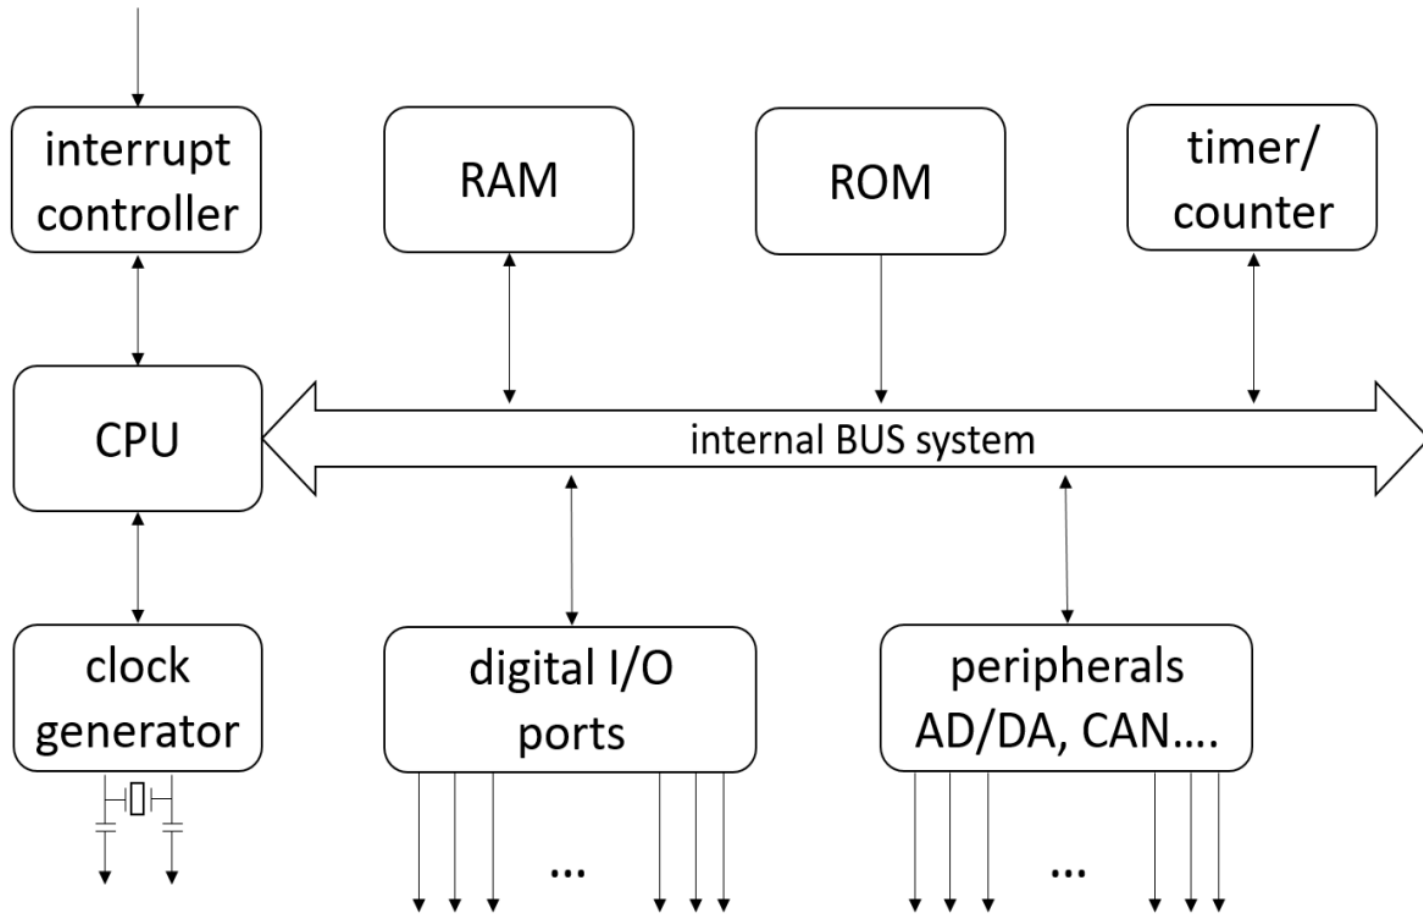 interrupt
controller
RAM
ROM
timer/
counter
CPU
internal BUS system
clock
generator
digital I/O
ports
...
peripherals
AD/DA, CAN....
...